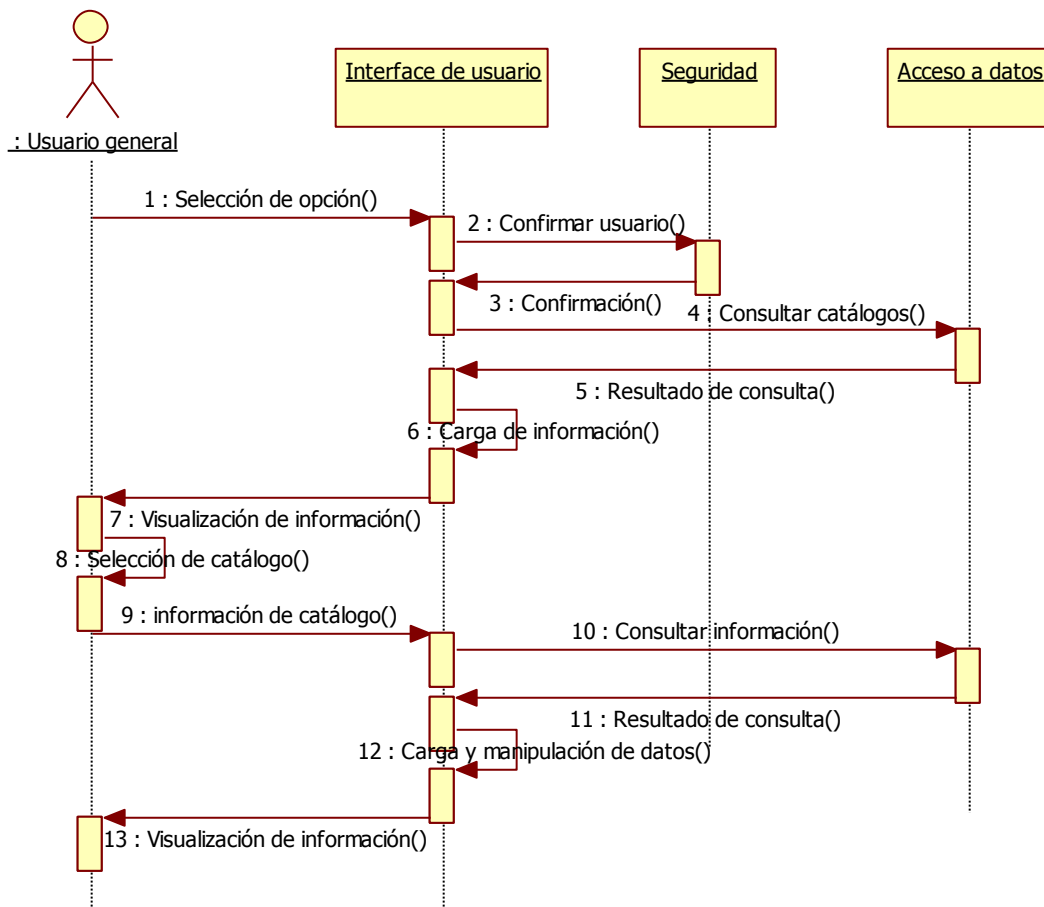 : Usuario general
Interface de usuario
Seguridad
Acceso a datos
1 : Selección de opción()
2 : Confirmar usuario()
3 : Confirmación()
4 : Consultar catálogos()
5 : Resultado de consulta()
6 : Carga de información()
7 : Visualización de información()
8 : Selección de catálogo()
9 : información de catálogo()
10 : Consultar información()
11 : Resultado de consulta()
12 : Carga y manipulación de datos()
13 : Visualización de información()